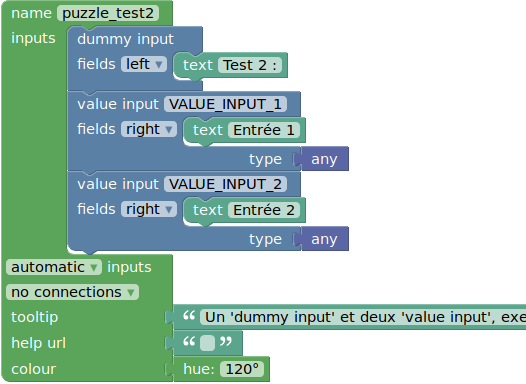 name puzzle_test2
inputs dummy input
fields left ▾ text Test 2 :
value input VALUE_INPUT_1
fields right ▾ text Entrée 1
type any
value input VALUE_INPUT_2
fields right ▾ text Entrée 2
type any
automatic ▾ inputs
no connections ▾
tooltip “ Un 'dummy input' et deux 'value input', exe
help url “ ”
colour hue: 120°